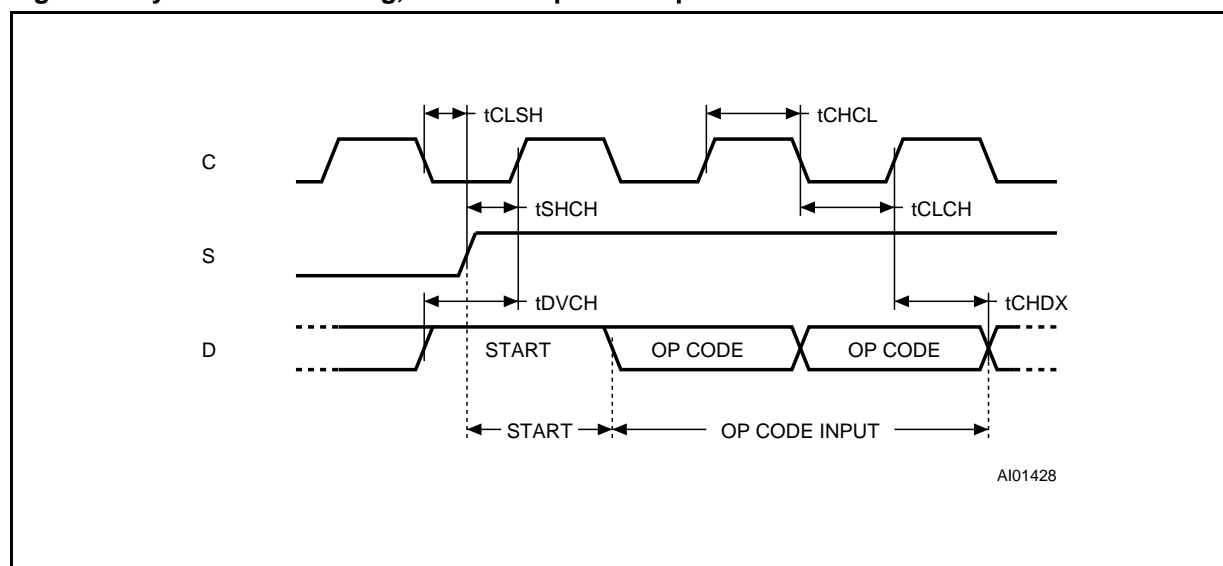 tCLSH
tCHCL
C
tSHCH
tCLCH
S
tDVCH
tCHDX
D
START
OP CODE
OP CODE
START
OP CODE INPUT
AI01428